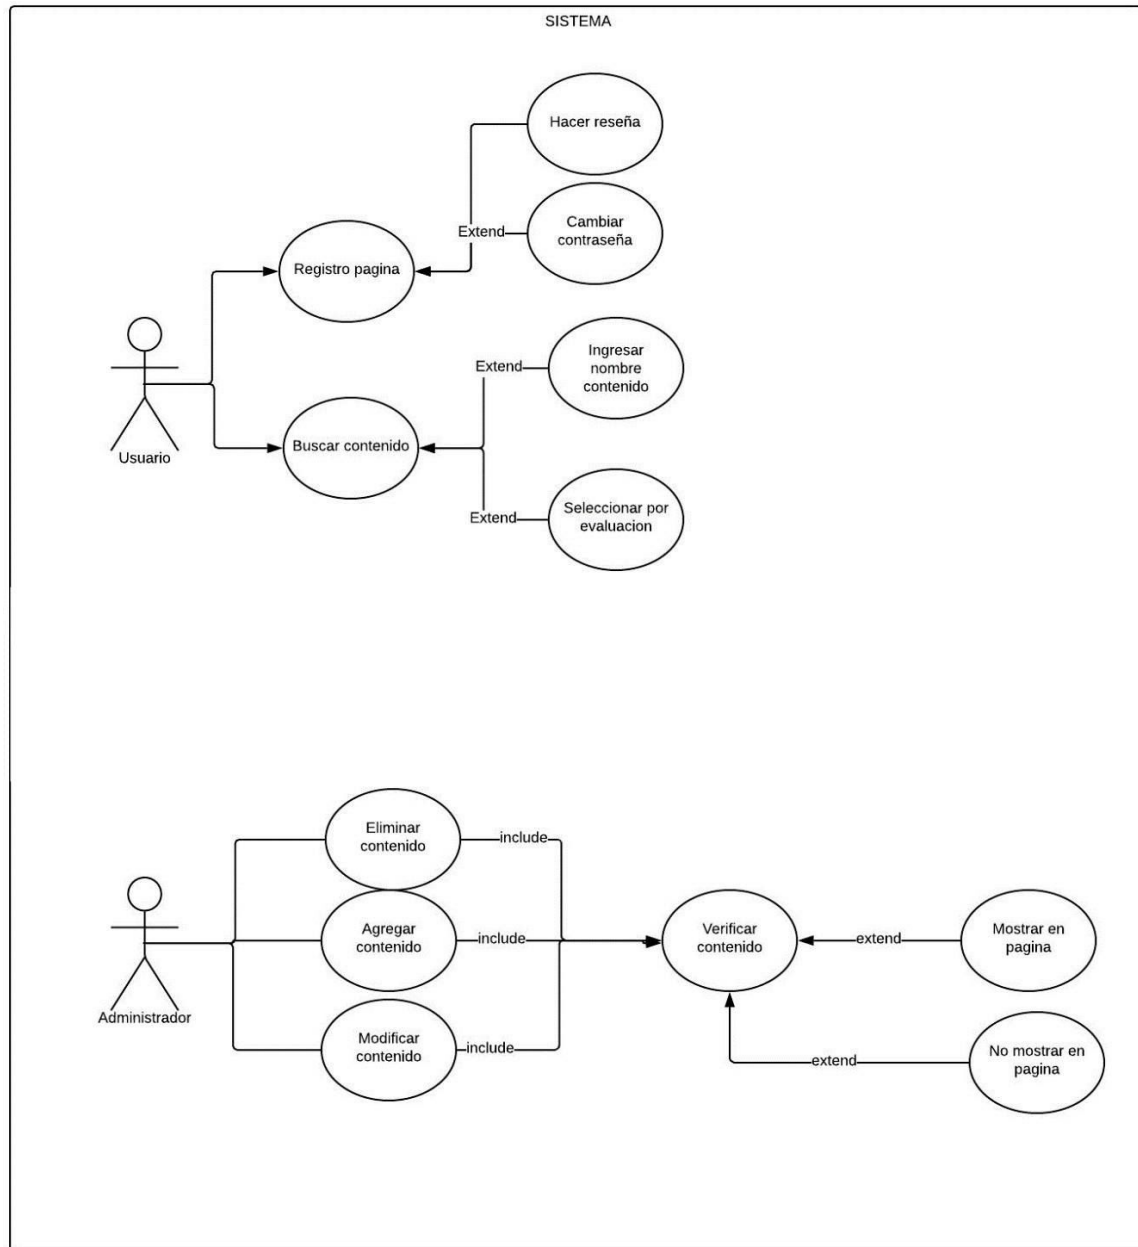 SISTEMA
Hacer reseña
Extend
Cambiar
contraseña
Registro pagina
Extend
Ingresar
nombre
contenido
Usuario
Buscar contenido
Extend
Seleccionar por
evaluacion
Eliminar
contenido
include
Agregar
contenido
include
Verificar
contenido
extend
Mostrar en
pagina
Administrador
Modificar
contenido
include
extend
No mostrar en
pagina